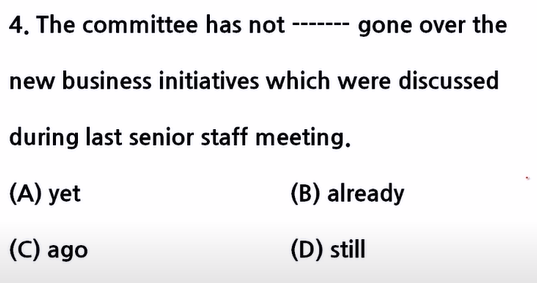 4. The committee has not ------- gone over the
new business initiatives which were discussed
during last senior staff meeting.
(A) yet (B) already
(C) ago (D) still